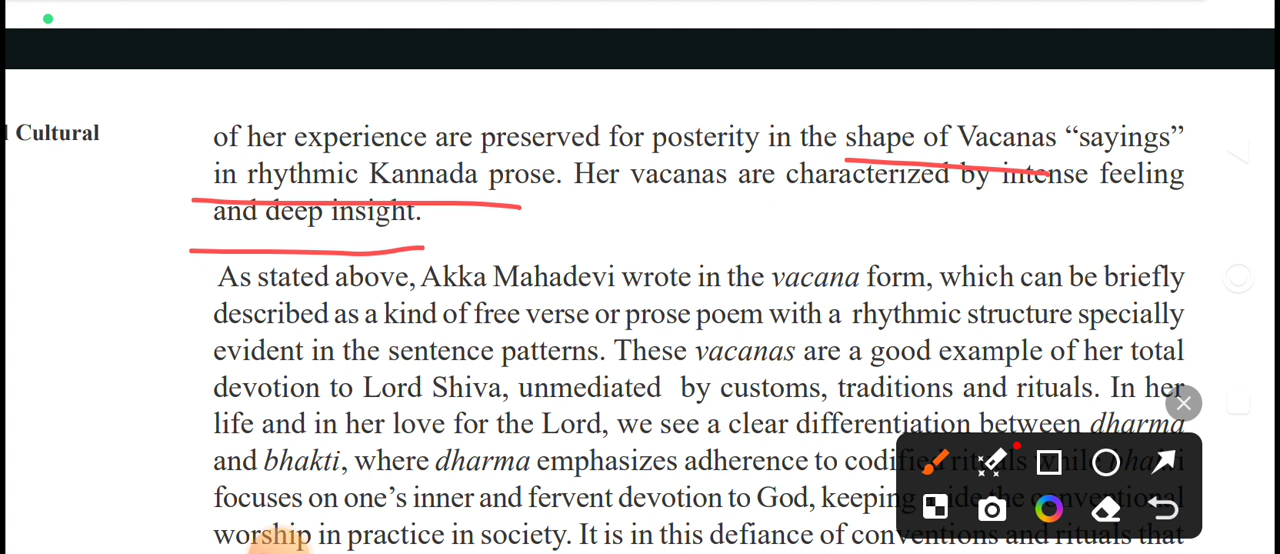 l Cultural
of her experience are preserved for posterity in the shape of Vacanas “sayings”
in rhythmic Kannada prose. Her vacanas are characterized by intense feeling
and deep insight.
As stated above, Akka Mahadevi wrote in the vacana form, which can be briefly
described as a kind of free verse or prose poem with a rhythmic structure specially
evident in the sentence patterns. These vacanas are a good example of her total
devotion to Lord Shiva, unmediated by customs, traditions and rituals. In her
life and in her love for the Lord, we see a clear differentiation between dharma
and bhakti, where dharma emphasizes adherence to codified rituals while bhakti
focuses on one’s inner and fervent devotion to God, keeping aside the conventional
worship in practice in society. It is in this defiance of conventions and rituals that